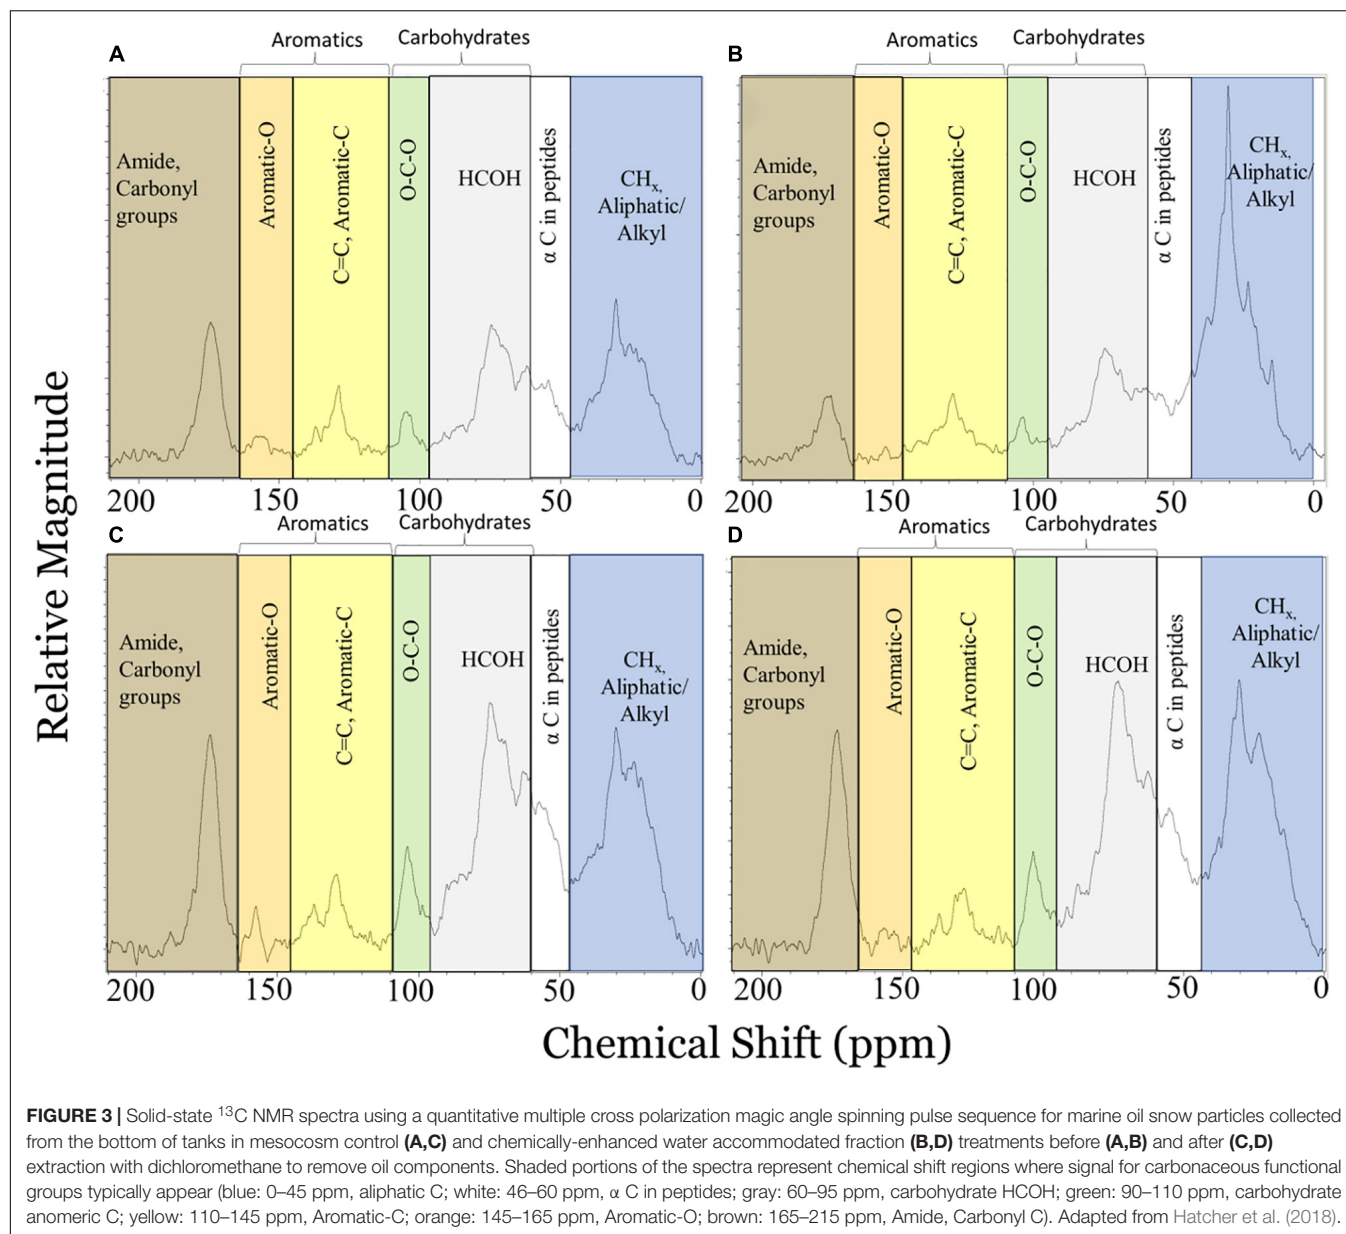 Aromatics
Carbohydrates
A
Amide,
Carbonyl
groups
Aromatic-O
C=C, Aromatic-C
O-C-O
HCOH
α C in peptides
CHx,
Aliphatic/
Alkyl
200 150 100 50 0
Aromatics
Carbohydrates
B
Amide,
Carbonyl
groups
Aromatic-O
C=C, Aromatic-C
O-C-O
HCOH
α C in peptides
CHx,
Aliphatic/
Alkyl
200 150 100 50 0
Relative Magnitude
Aromatics
Carbohydrates
C
Amide,
Carbonyl
groups
Aromatic-O
C=C, Aromatic-C
O-C-O
HCOH
α C in peptides
CHx,
Aliphatic/
Alkyl
200 150 100 50 0
Aromatics
Carbohydrates
D
Amide,
Carbonyl
groups
Aromatic-O
C=C, Aromatic-C
O-C-O
HCOH
α C in peptides
CHx,
Aliphatic/
Alkyl
200 150 100 50 0
Chemical Shift (ppm)
FIGURE 3 | Solid-state 13C NMR spectra using a quantitative multiple cross polarization magic angle spinning pulse sequence for marine oil snow particles collected
from the bottom of tanks in mesocosm control (A,C) and chemically-enhanced water accommodated fraction (B,D) treatments before (A,B) and after (C,D)
extraction with dichloromethane to remove oil components. Shaded portions of the spectra represent chemical shift regions where signal for carbonaceous functional
groups typically appear (blue: 0–45 ppm, aliphatic C; white: 46–60 ppm, α C in peptides; gray: 60–95 ppm, carbohydrate HCOH; green: 90–110 ppm, carbohydrate
anomeric C; yellow: 110–145 ppm, Aromatic-C; orange: 145–165 ppm, Aromatic-O; brown: 165–215 ppm, Amide, Carbonyl C). Adapted from Hatcher et al. (2018).